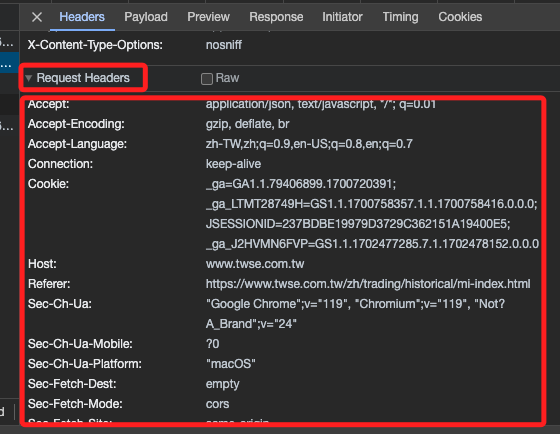 Headers Payload Preview Response Initiator Timing Cookies
X-Content-Type-Options: nosniff
Request Headers Raw
Accept: application/json, text/javascript, */*; q=0.01
Accept-Encoding: gzip, deflate, br
Accept-Language: zh-TW,zh;q=0.9,en-US;q=0.8,en;q=0.7
Connection: keep-alive
Cookie: _ga=GA1.1.79406899.1700720391;
_ga_LTMT28749H=GS1.1.1700758357.1.1.1700758416.0.0.0;
JSESSIONID=237BDBE19979D3729C362151A19400E5;
_ga_J2HVMN6FVP=GS1.1.1702477285.7.1.1702478152.0.0.0
Host: www.twse.com.tw
Referer: https://www.twse.com.tw/zh/trading/historical/mi-index.html
Sec-Ch-Ua: "Google Chrome";v="119", "Chromium";v="119", "Not?
A_Brand";v="24"
Sec-Ch-Ua-Mobile: ?0
Sec-Ch-Ua-Platform: "macOS"
Sec-Fetch-Dest: empty
Sec-Fetch-Mode: cors
Sec-Fetch-Site: same-origin